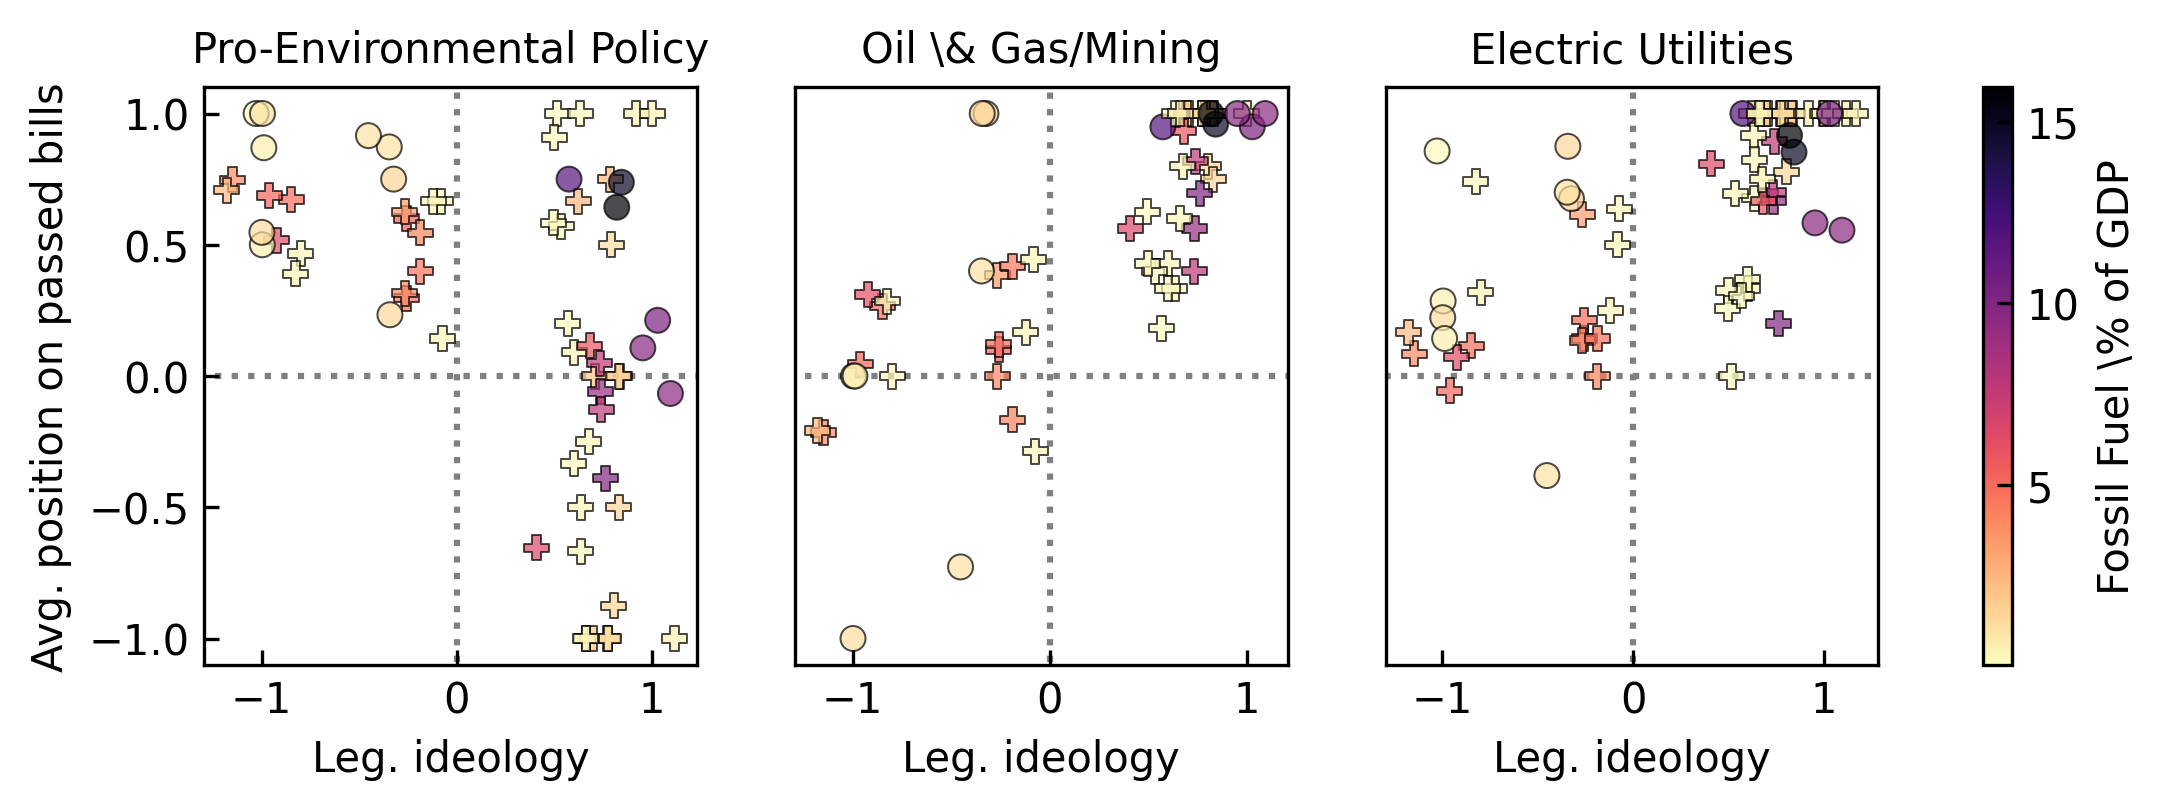 Pro-Environmental Policy
Oil \& Gas/Mining
Electric Utilities
Avg. position on passed bills
1.0
0.5
0.0
−0.5
−1.0
−1 0 1
−1 0 1
−1 0 1
Leg. ideology
Leg. ideology
Leg. ideology
15
10
5
Fossil Fuel \% of GDP